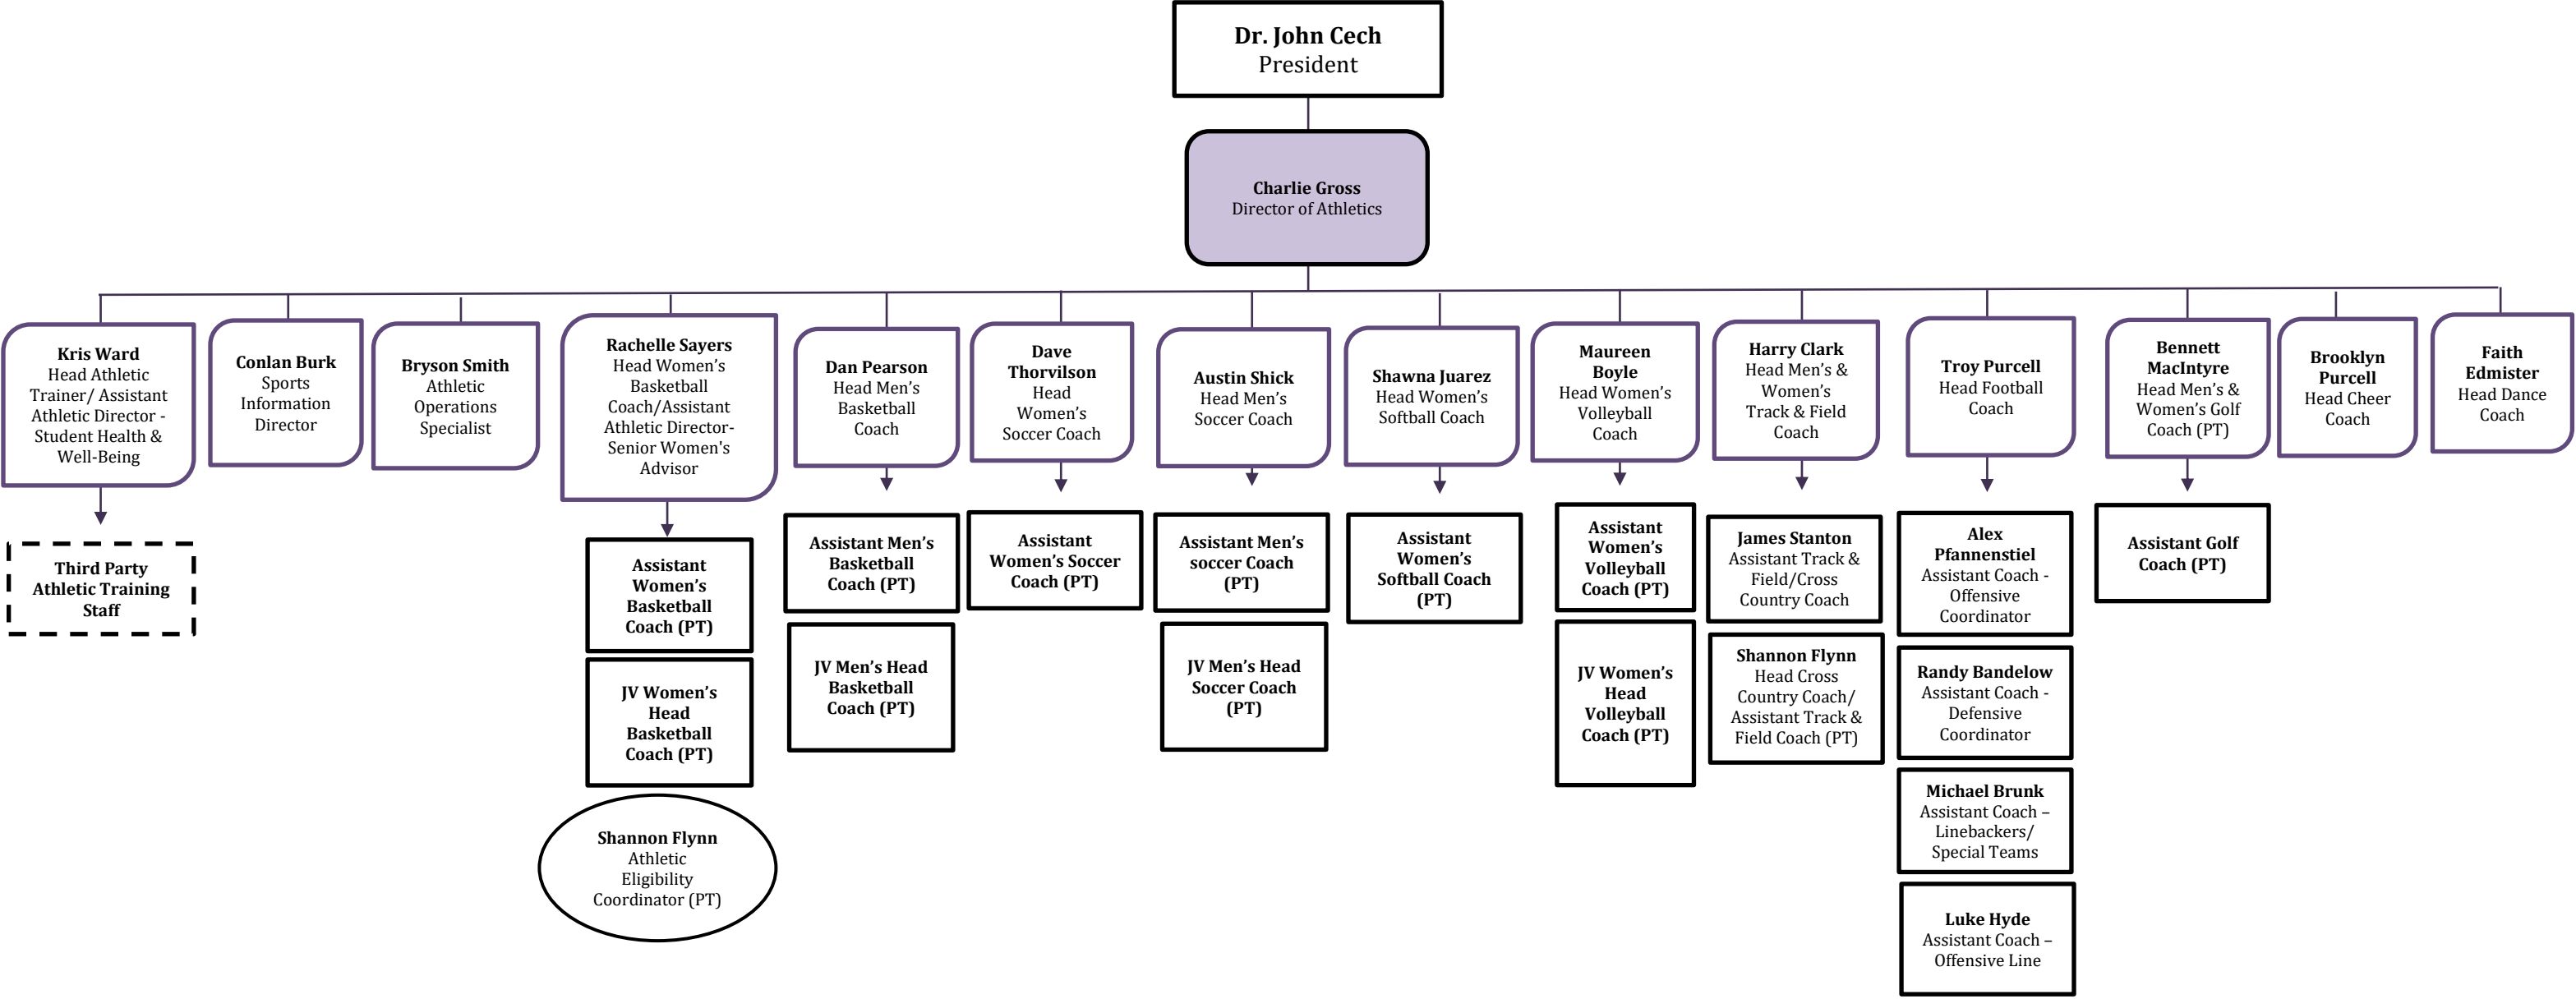 Dr. John Cech
President
Charlie Gross
Director of Athletics
Kris Ward
Head Athletic
Trainer/ Assistant
Athletic Director -
Student Health &
Well-Being
Conlan Burk
Sports
Information
Director
Bryson Smith
Athletic
Operations
Specialist
Rachelle Sayers
Head Women’s
Basketball
Coach/Assistant
Athletic Director-
Senior Women's
Advisor
Dan Pearson
Head Men’s
Basketball
Coach
Dave
Thorvilson
Head
Women’s
Soccer Coach
Austin Shick
Head Men’s
Soccer Coach
Shawna Juarez
Head Women’s
Softball Coach
Maureen
Boyle
Head Women’s
Volleyball
Coach
Harry Clark
Head Men’s &
Women’s
Track & Field
Coach
Troy Purcell
Head Football
Coach
Bennett
MacIntyre
Head Men’s &
Women’s Golf
Coach (PT)
Brooklyn
Purcell
Head Cheer
Coach
Faith
Edmister
Head Dance
Coach
Third Party
Athletic Training
Staff
Assistant
Women’s
Basketball
Coach (PT)
JV Women’s
Head
Basketball
Coach (PT)
Shannon Flynn
Athletic
Eligibility
Coordinator (PT)
Assistant Men’s
Basketball
Coach (PT)
JV Men’s Head
Basketball
Coach (PT)
Assistant
Women’s Soccer
Coach (PT)
Assistant Men’s
soccer Coach
(PT)
JV Men’s Head
Soccer Coach
(PT)
Assistant
Women’s
Softball Coach
(PT)
Assistant
Women’s
Volleyball
Coach (PT)
JV Women’s
Head
Volleyball
Coach (PT)
James Stanton
Assistant Track &
Field/Cross
Country Coach
Shannon Flynn
Head Cross
Country Coach/
Assistant Track &
Field Coach (PT)
Alex
Pfannenstiel
Assistant Coach -
Offensive
Coordinator
Randy Bandelow
Assistant Coach -
Defensive
Coordinator
Michael Brunk
Assistant Coach –
Linebackers/
Special Teams
Luke Hyde
Assistant Coach –
Offensive Line
Assistant Golf
Coach (PT)